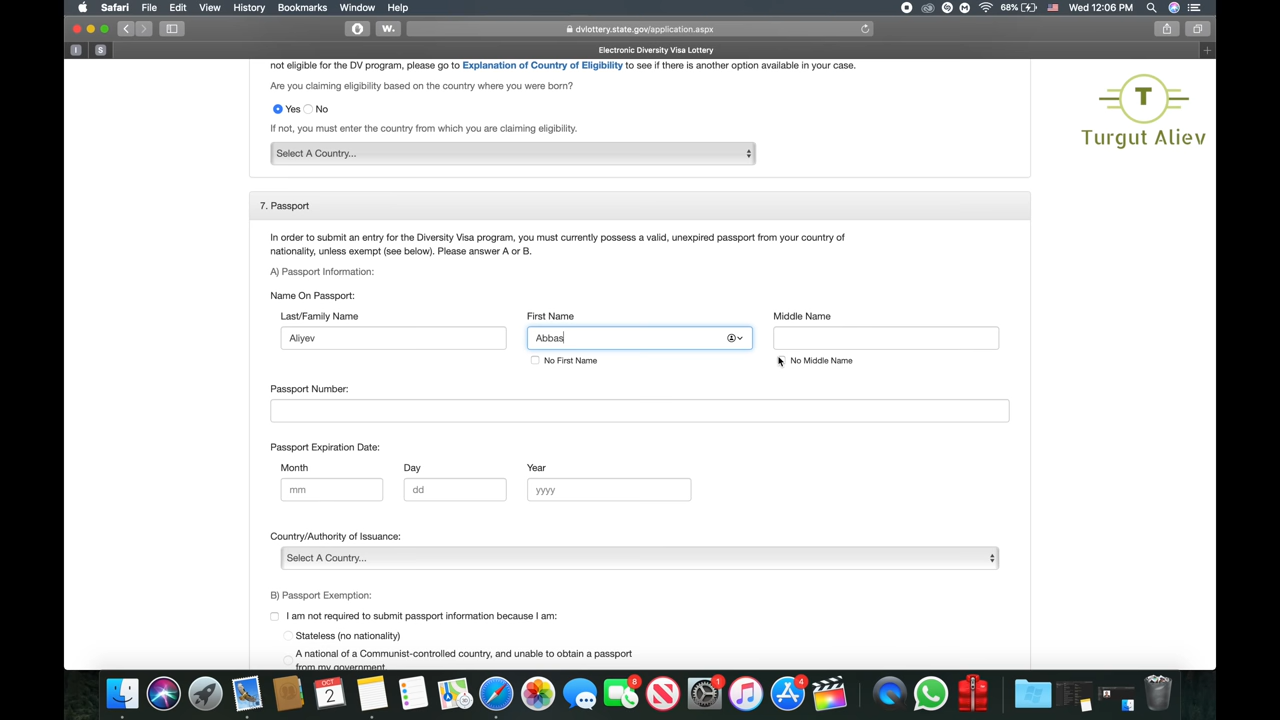 Safari File Edit View History Bookmarks Window Help
68% Wed 12:06 PM
W.
dvlottery.state.gov/application.aspx
I S Electronic Diversity Visa Lottery
not eligible for the DV program, please go to Explanation of Country of Eligibility to see if there is another option available in your case.
Are you claiming eligibility based on the country where you were born?
Yes No
If not, you must enter the country from which you are claiming eligibility.
Select A Country...
T
Turgut Aliev
7. Passport
In order to submit an entry for the Diversity Visa program, you must currently possess a valid, unexpired passport from your country of
nationality, unless exempt (see below). Please answer A or B.
A) Passport Information:
Name On Passport:
Last/Family Name First Name Middle Name
Aliyev Abbas
No First Name No Middle Name
Passport Number:
Passport Expiration Date:
Month Day Year
mm dd yyyy
Country/Authority of Issuance:
Select A Country...
B) Passport Exemption:
I am not required to submit passport information because I am:
Stateless (no nationality)
A national of a Communist-controlled country, and unable to obtain a passport
from my government.
OCT
2
8
1
4